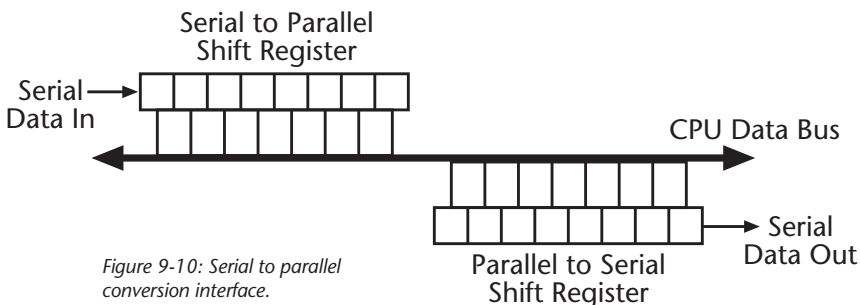 Serial to Parallel
Shift Register
Serial
Data In
CPU Data Bus
Serial
Data Out
Parallel to Serial
Shift Register
Figure 9-10: Serial to parallel
conversion interface.